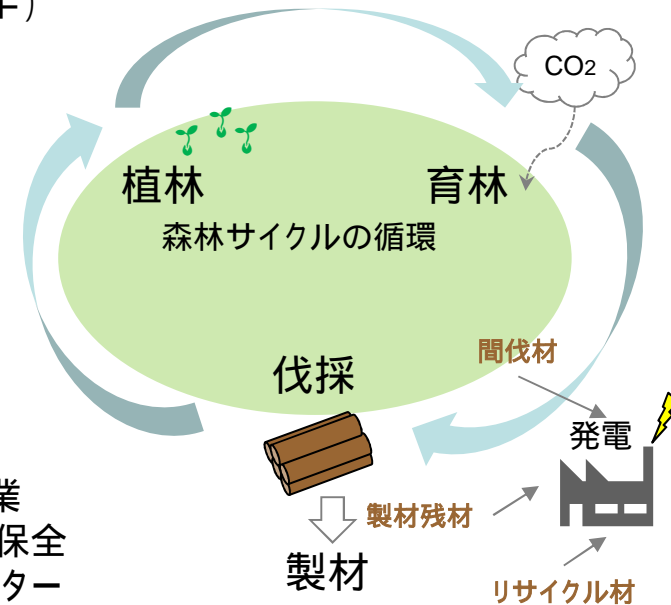 年）
CO2
植林
育林
森林サイクルの循環
間伐材
伐採
発電
業
製材残材
保全
製材
ター
リサイクル材